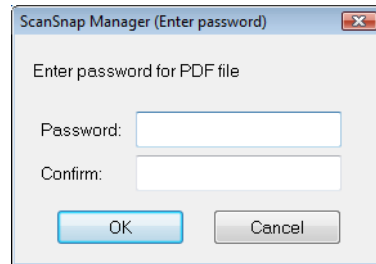 ScanSnap Manager (Enter password)
Enter password for PDF file
Password:
Confirm:
OK Cancel